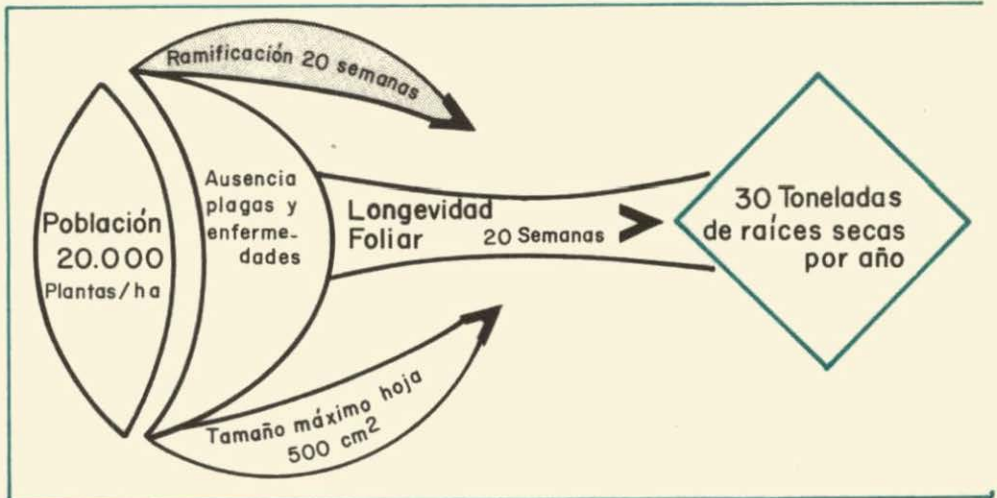 Ramificación 20 semanas
Población
20.000
Plantas/ha
Ausencia
plagas y
enferme-
dades
Longevidad
Foliar 20 Semanas
30 Toneladas
de raíces secas
por año
Tamaño máximo hoja
500 cm²